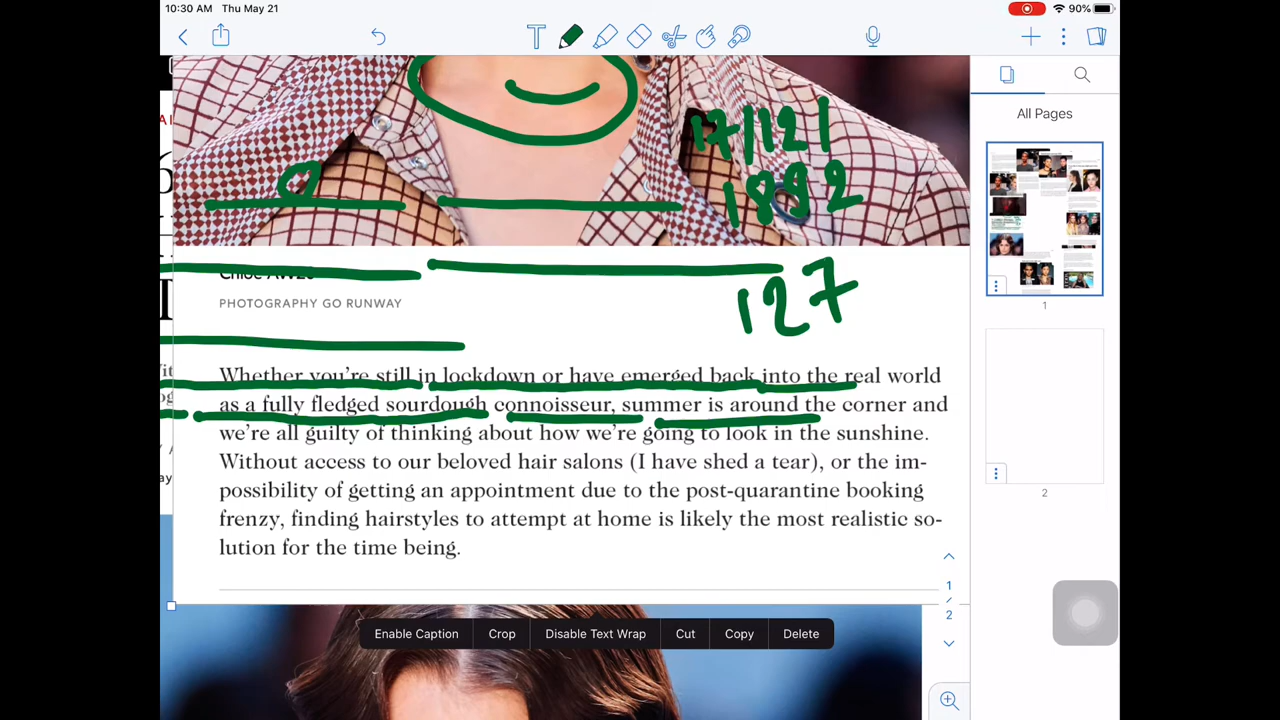 10:30 AM Thu May 21
90%
All Pages
17/121
1892
1
PHOTOGRAPHY GO RUNWAY
127
Whether you're still in lockdown or have emerged back into the real world
as a fully fledged sourdough connoisseur, summer is around the corner and
we're all guilty of thinking about how we're going to look in the sunshine.
Without access to our beloved hair salons (I have shed a tear), or the im-
possibility of getting an appointment due to the post-quarantine booking
frenzy, finding hairstyles to attempt at home is likely the most realistic so-
lution for the time being.
2
1
2
Enable Caption Crop Disable Text Wrap Cut Copy Delete